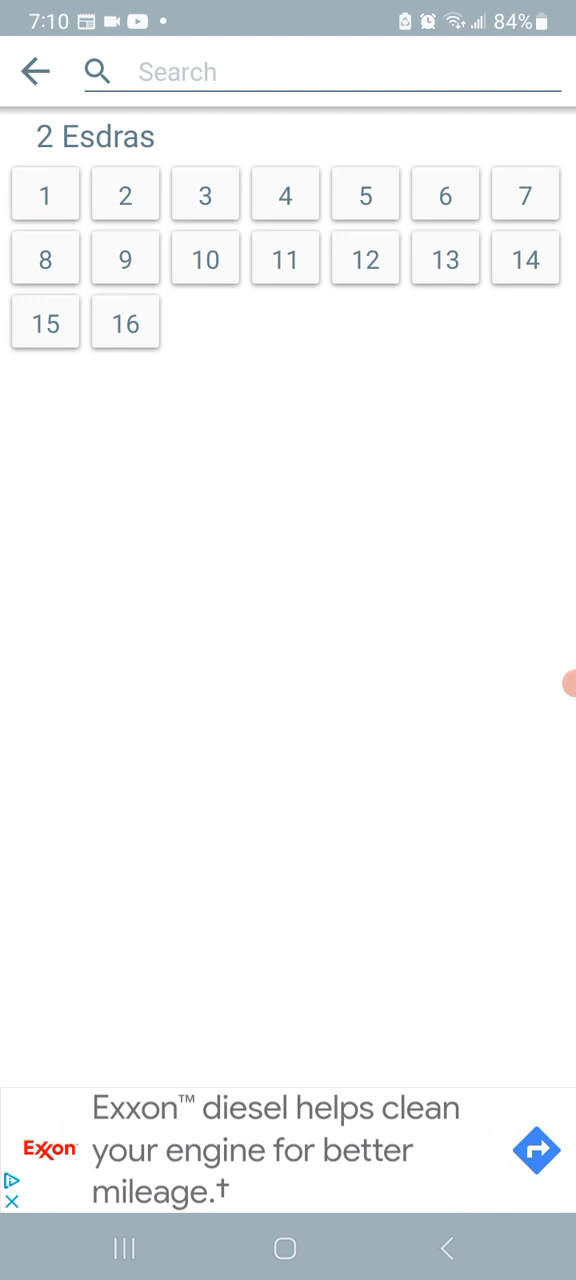 7:10 84%
Search
2 Esdras
1 2 3 4 5 6 7
8 9 10 11 12 13 14
15 16
Exxon™ diesel helps clean
Exxon your engine for better
mileage.†